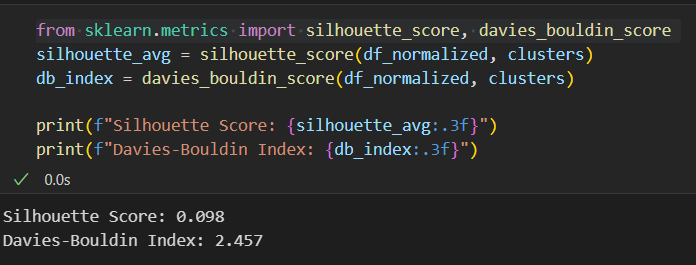 from sklearn.metrics import silhouette_score, davies_bouldin_score
silhouette_avg = silhouette_score(df_normalized, clusters)
db_index = davies_bouldin_score(df_normalized, clusters)
print(f"Silhouette Score: {silhouette_avg:.3f}")
print(f"Davies-Bouldin Index: {db_index:.3f}")
✓ 0.0s
Silhouette Score: 0.098
Davies-Bouldin Index: 2.457